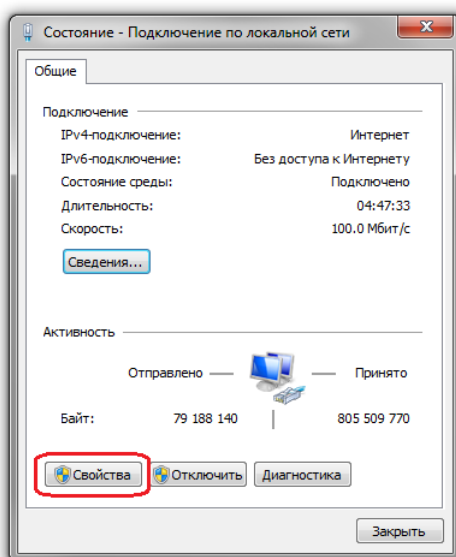 Состояние - Подключение по локальной сети
Общие
Подключение
IPv4-подключение: Интернет
IPv6-подключение: Без доступа к Интернету
Состояние среды: Подключено
Длительность: 04:47:33
Скорость: 100.0 Мбит/с
Сведения...
Активность
Отправлено Принято
Байт: 79 188 140 805 509 770
Свойства Отключить Диагностика
Закрыть